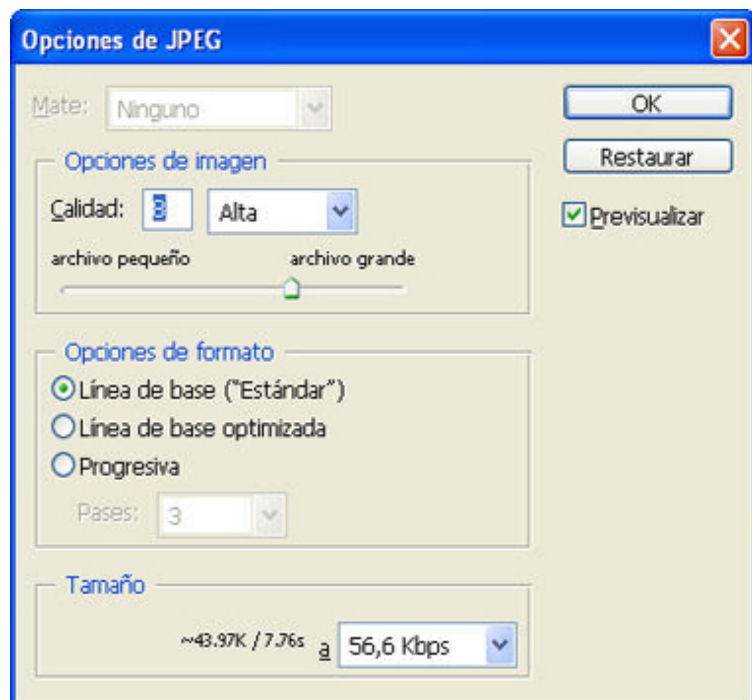 Opciones de JPEG
Mate: Ninguno
OK
Opciones de imagen
Restaurar
Calidad: 8 Alta
Previsualizar
archivo pequeño archivo grande
Opciones de formato
Línea de base ("Estándar")
Línea de base optimizada
Progresiva
Pases: 3
Tamaño
~43.97K / 7.76s a 56,6 Kbps